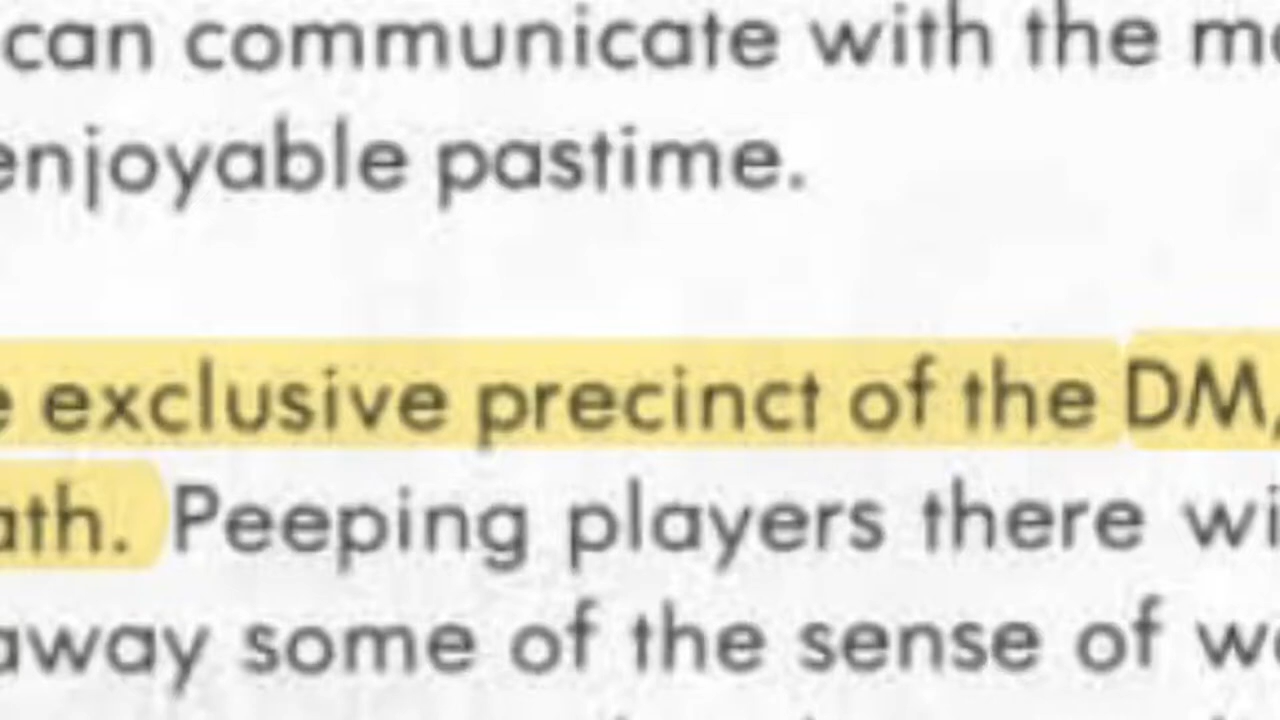 can communicate with the
enjoyable pastime.
exclusive precinct of the DM,
Peeping players there
away some of the sense of